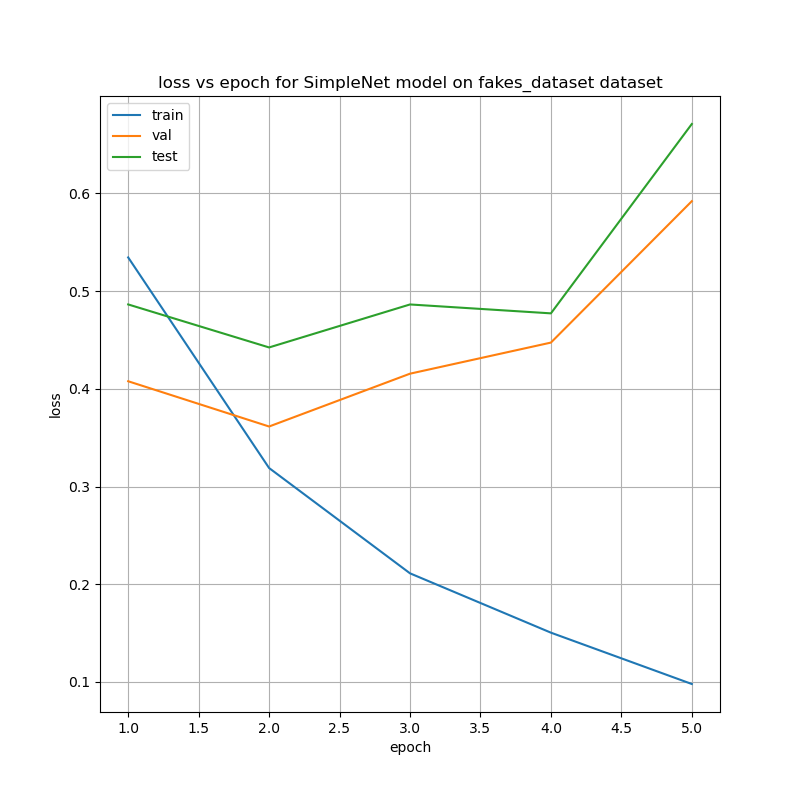 loss vs epoch for SimpleNet model on fakes_dataset dataset
train
val
test
0.6
0.5
0.4
0.3
0.2
0.1
loss
1.0 1.5 2.0 2.5 3.0 3.5 4.0 4.5 5.0
epoch